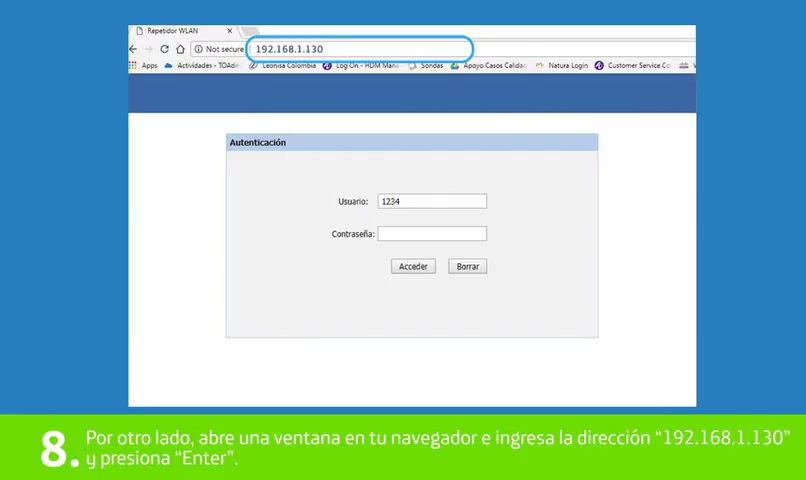 Repetidor WLAN
Not secure 192.168.1.130
Apps Actividades - TOAdir Leonisa Colombia Log On - HDM Mana Sondas Apoyo Casos Calidad Natura Login Customer Service Co
Autenticación
Usuario: 1234
Contraseña:
Acceder Borrar
8. Por otro lado, abre una ventana en tu navegador e ingresa la dirección “192.168.1.130”
y presiona “Enter”.